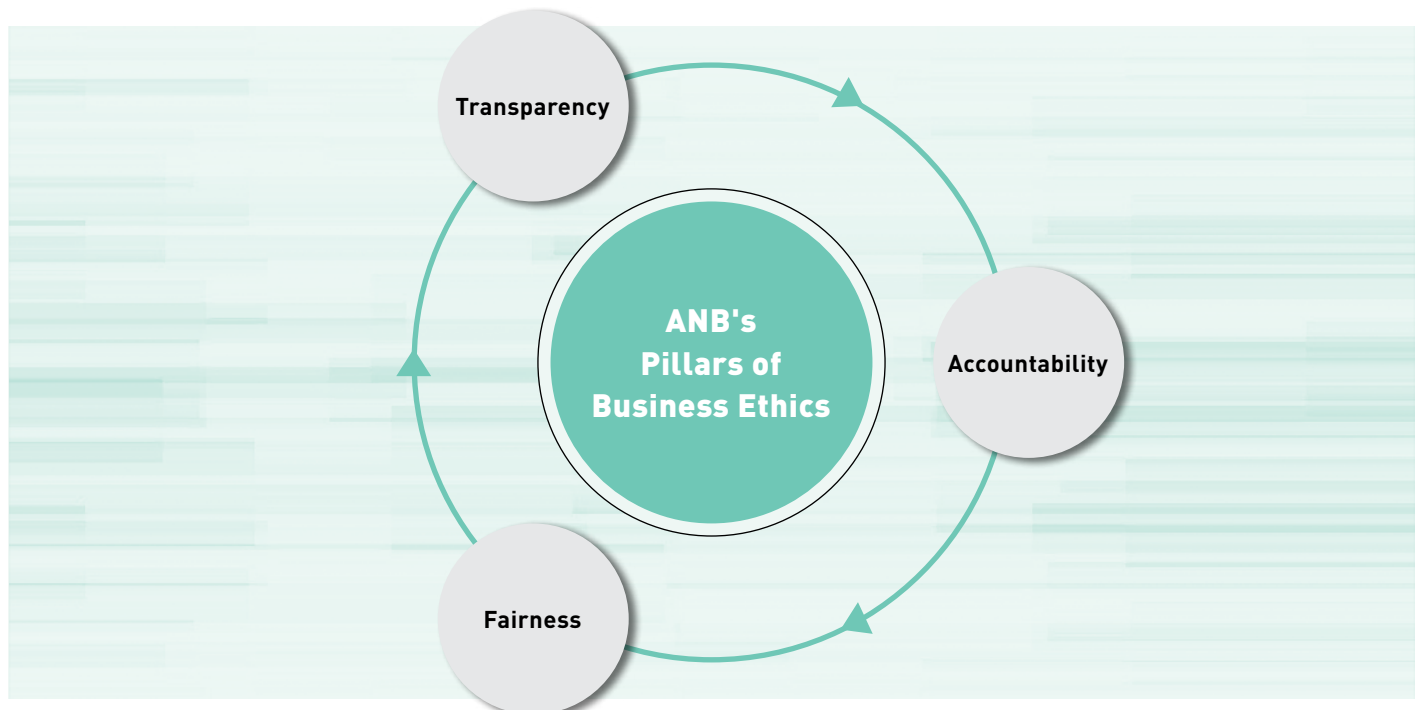 Transparency
ANB's
Pillars of
Business Ethics
Accountability
Fairness